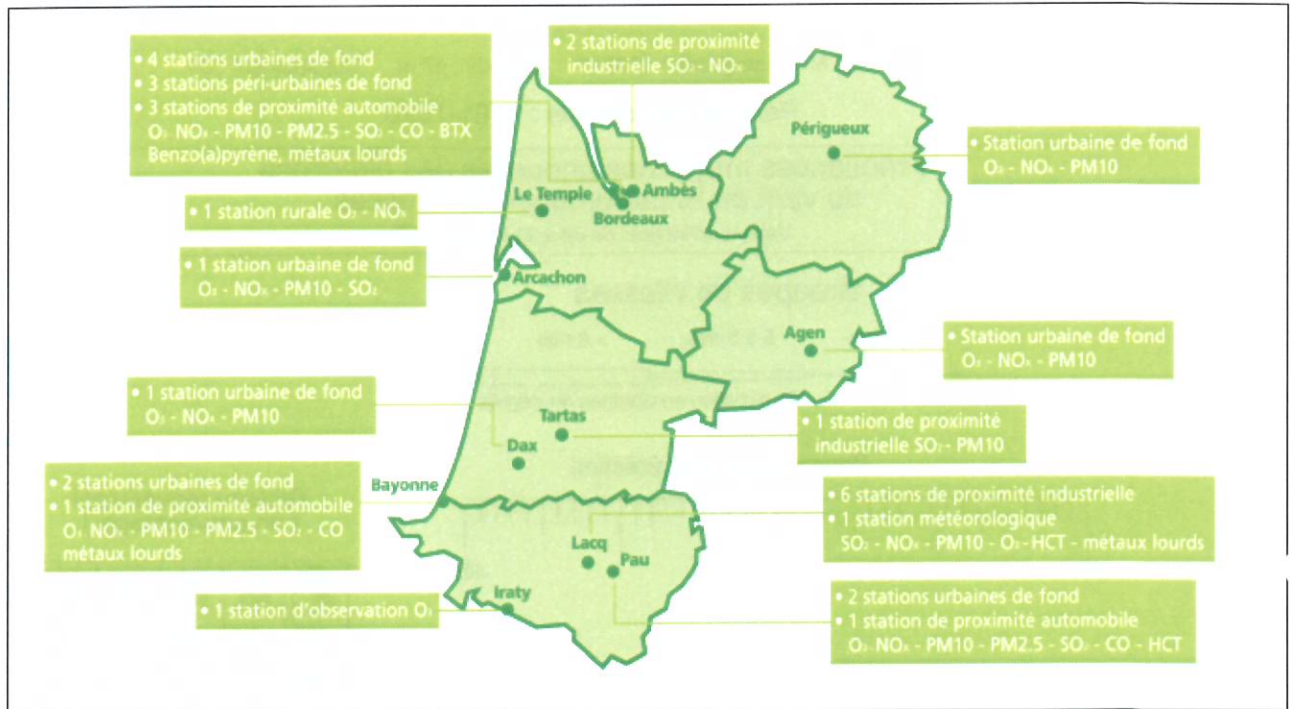 • 4 stations urbaines de fond
• 3 stations péri-urbaines de fond
• 3 stations de proximité automobile
O₃ NOₓ - PM10 - PM2.5 - SO₂ - CO - BTX
Benzo(a)pyrène, métaux lourds
• 2 stations de proximité
industrielle SO₂ - NOₓ
Périgueux
• Station urbaine de fond
O₃ - NOₓ - PM10
Le Temple
Ambès
Bordeaux
• 1 station rurale O₃ - NOₓ
• 1 station urbaine de fond
O₃ - NOₓ - PM10 - SO₂
Arcachon
Agen
• Station urbaine de fond
O₃ - NOₓ - PM10
• 1 station urbaine de fond
O₃ - NOₓ - PM10
Tartas
Dax
• 1 station de proximité
industrielle SO₂ - PM10
Bayonne
• 2 stations urbaines de fond
• 1 station de proximité automobile
O₃ NOₓ - PM10 - PM2.5 - SO₂ - CO
métaux lourds
• 6 stations de proximité industrielle
• 1 station météorologique
SO₂ - NOₓ - PM10 - O₃ - HCT - métaux lourds
Lacq
Pau
Iraty
• 1 station d'observation O₃
• 2 stations urbaines de fond
• 1 station de proximité automobile
O₃ NOₓ - PM10 - PM2.5 - SO₂ - CO - HCT